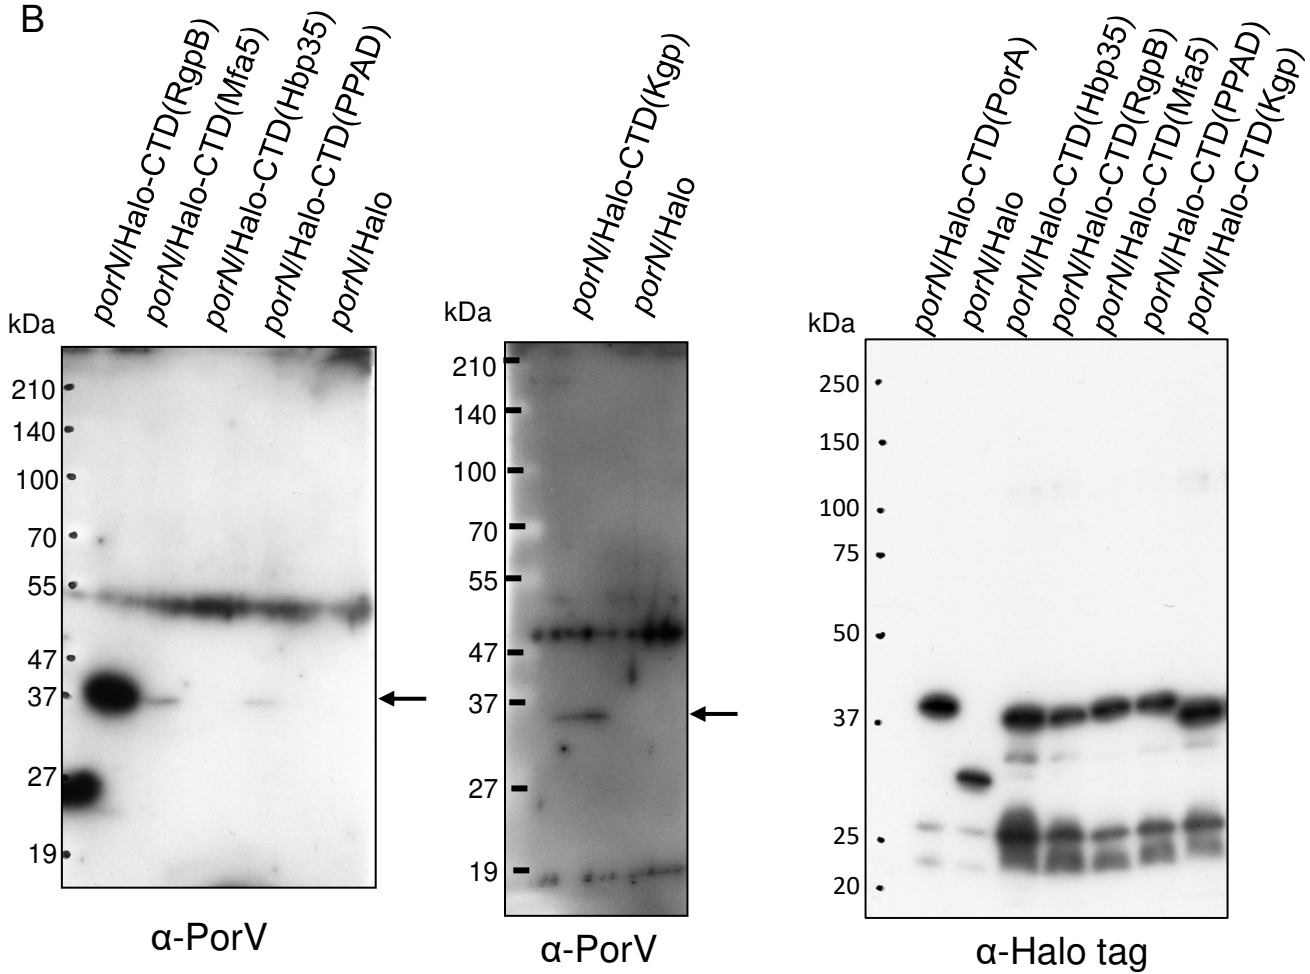 B
porN/Halo-CTD(RgpB)
porN/Halo-CTD(Mfa5)
porN/Halo-CTD(Hbp35)
porN/Halo-CTD(PPAD)
porN/Halo
kDa
210
140
100
70
55
47
37
27
19
α-PorV
porN/Halo-CTD(Kgp)
porN/Halo
kDa
210
140
100
70
55
47
37
27
19
α-PorV
porN/Halo-CTD(PorA)
porN/Halo
porN/Halo-CTD(Hbp35)
porN/Halo-CTD(RgpB)
porN/Halo-CTD(Mfa5)
porN/Halo-CTD(PPAD)
porN/Halo-CTD(Kgp)
kDa
250
150
100
75
50
37
25
20
α-Halo tag